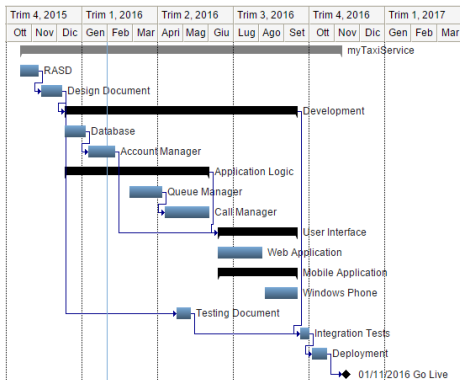 Trim 4, 2015 Trim 1, 2016 Trim 2, 2016 Trim 3, 2016 Trim 4, 2016 Trim 1, 2017
Ott Nov Dic Gen Feb Mar Apri Mag Giu Lug Ago Set Ott Nov Dic Gen Feb Mar
myTaxiService
RASD
Design Document
Development
Database
Account Manager
Application Logic
Queue Manager
Call Manager
User Interface
Web Application
Mobile Application
Windows Phone
Testing Document
Integration Tests
Deployment
01/11/2016 Go Live